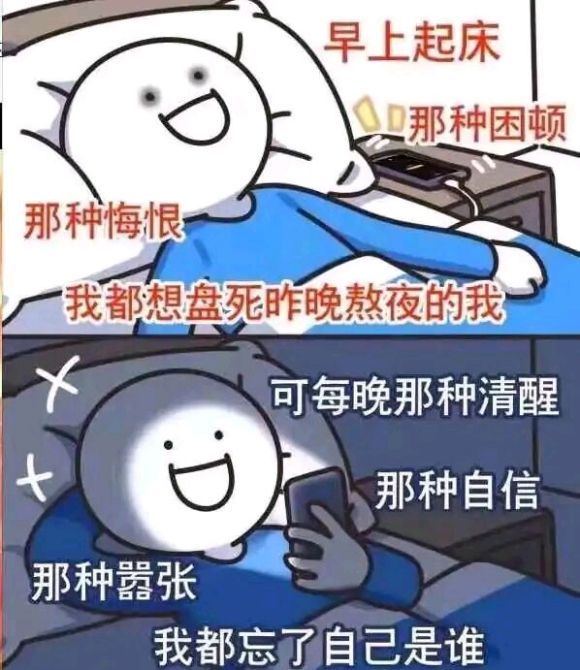 早上起床
那种困顿
那种悔恨
我都想盘死昨晚熬夜的我
可每晚那种清醒
那种自信
那种嚣张
我都忘了自己是谁